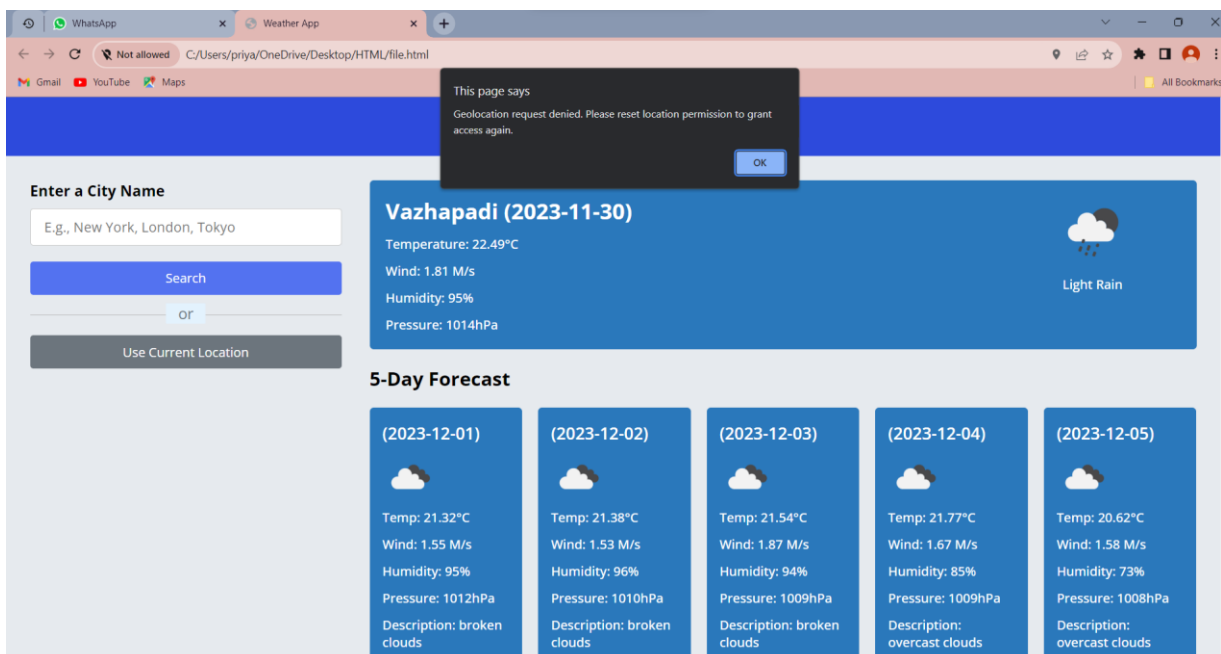 WhatsApp
Weather App
Not allowed
C:/Users/priya/OneDrive/Desktop/HTML/file.html
Gmail
YouTube
Maps
All Bookmarks
This page says
Geolocation request denied. Please reset location permission to grant
access again.
OK
Enter a City Name
E.g., New York, London, Tokyo
Search
or
Use Current Location
Vazhapadi (2023-11-30)
Temperature: 22.49°C
Wind: 1.81 M/s
Humidity: 95%
Pressure: 1014hPa
Light Rain
5-Day Forecast
(2023-12-01)
Temp: 21.32°C
Wind: 1.55 M/s
Humidity: 95%
Pressure: 1012hPa
Description: broken
clouds
(2023-12-02)
Temp: 21.38°C
Wind: 1.53 M/s
Humidity: 96%
Pressure: 1010hPa
Description: broken
clouds
(2023-12-03)
Temp: 21.54°C
Wind: 1.87 M/s
Humidity: 94%
Pressure: 1009hPa
Description: broken
clouds
(2023-12-04)
Temp: 21.77°C
Wind: 1.67 M/s
Humidity: 85%
Pressure: 1009hPa
Description:
overcast clouds
(2023-12-05)
Temp: 20.62°C
Wind: 1.58 M/s
Humidity: 73%
Pressure: 1008hPa
Description:
overcast clouds